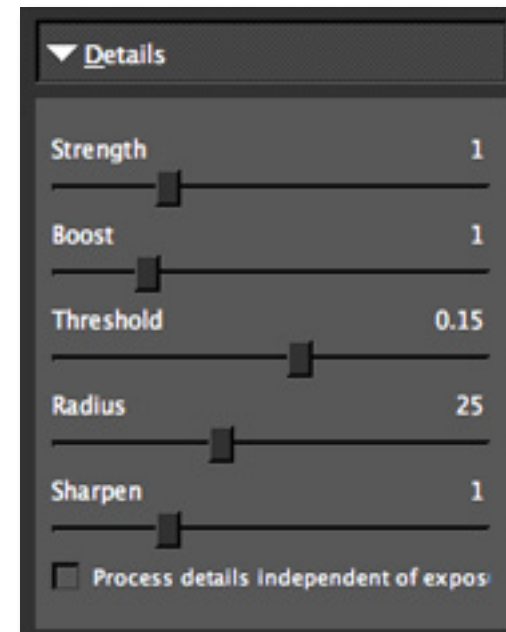 Details
Strength 1
Boost 1
Threshold 0.15
Radius 25
Sharpen 1
Process details independent of expos